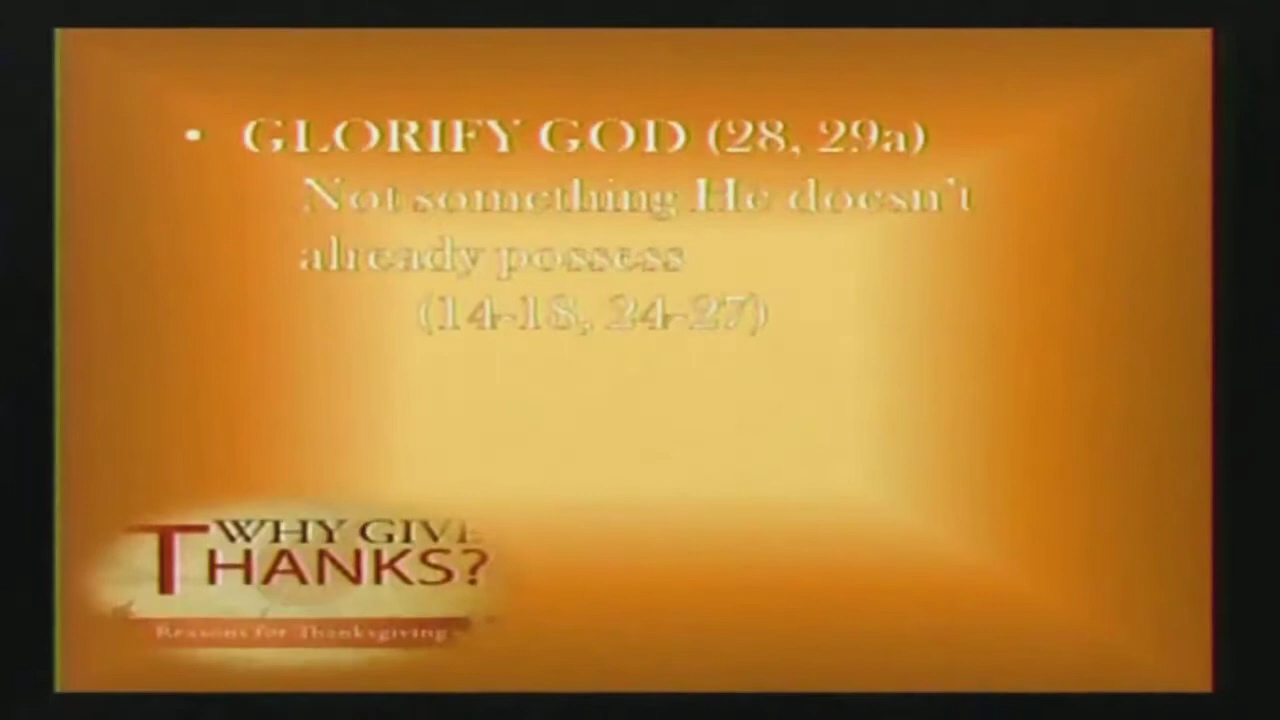 • GLORIFY GOD (28, 29a)
Not something He doesn't
already possess
(14-18, 24-27)
WHY GIVE
THANKS?
Reasons for Thanksgiving